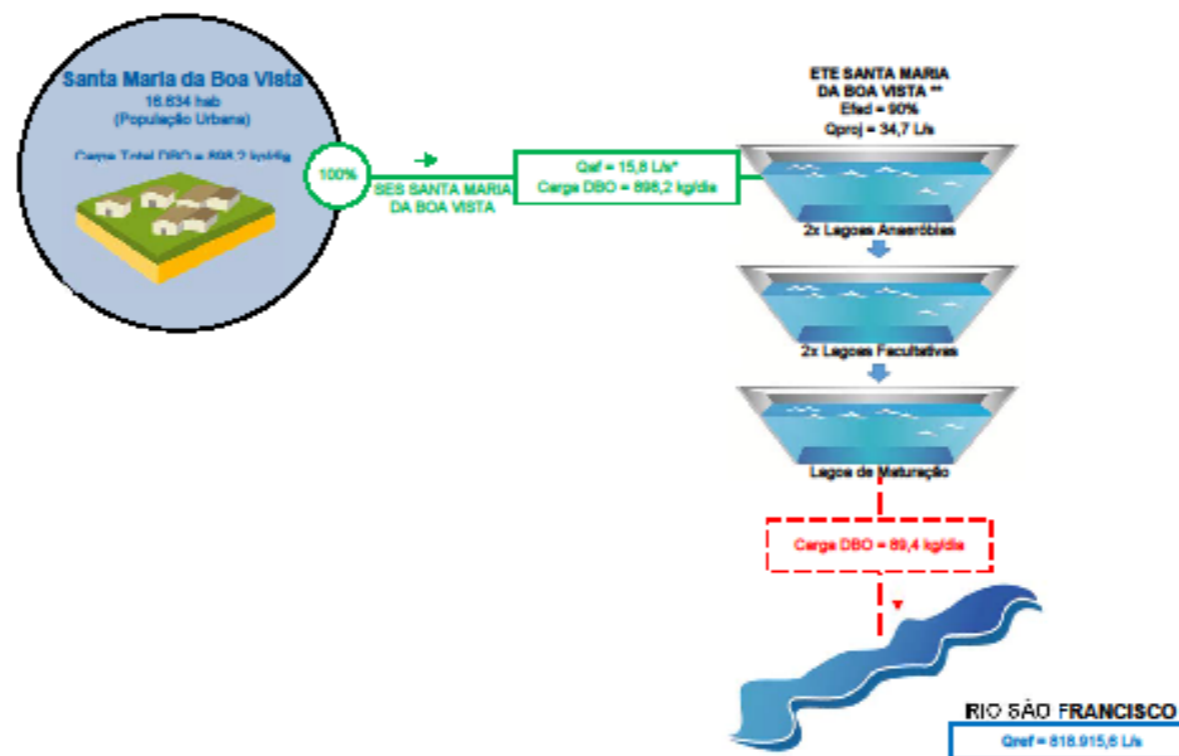 Santa Maria da Boa Vista
16.634 hab
(População Urbana)
Carga Total DBO = 898,2 kg/dia
100%
SES SANTA MARIA
DA BOA VISTA
Qaf = 15,8 L/s*
Carga DBO = 898,2 kg/dia
ETE SANTA MARIA
DA BOA VISTA **
Efed = 90%
Qproj = 34,7 L/s
2x Lagoas Anaeróbias
2x Lagoas Facultativas
Lagoa de Maturação
Carga DBO = 89,4 kg/dia
RIO SÃO FRANCISCO
Qref = 818.915,6 L/s